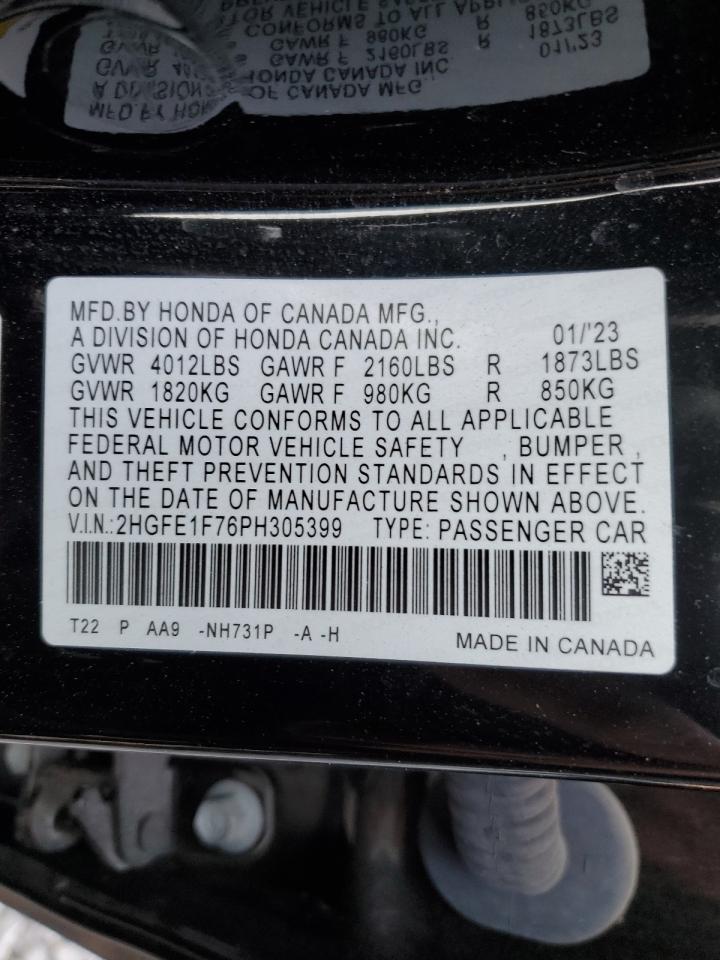 MFD.BY HONDA OF CANADA MFG.,
A DIVISION OF HONDA CANADA INC. 01/'23
GVWR 4012LBS GAWR F 2160LBS R 1873LBS
GVWR 1820KG GAWR F 980KG R 850KG
THIS VEHICLE CONFORMS TO ALL APPLICABLE
FEDERAL MOTOR VEHICLE SAFETY , BUMPER ,
AND THEFT PREVENTION STANDARDS IN EFFECT
ON THE DATE OF MANUFACTURE SHOWN ABOVE.
V.I.N.:2HGFE1F76PH305399 TYPE: PASSENGER CAR
T22 P AA9 -NH731P -A -H
MADE IN CANADA